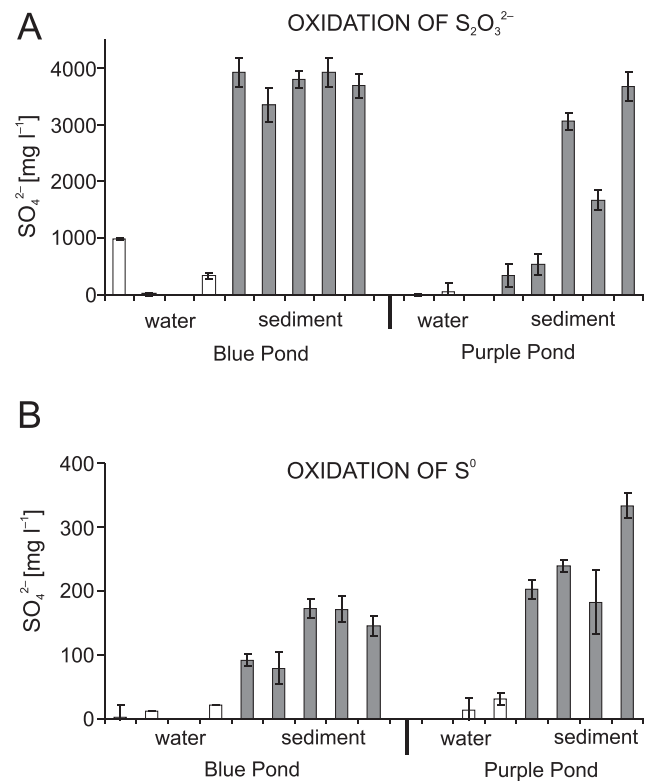 A
OXIDATION OF S₂O₃²⁻
SO₄²⁻ [mg l⁻¹]
4000
3000
2000
1000
0
water sediment water sediment
Blue Pond Purple Pond
B
OXIDATION OF S⁰
SO₄²⁻ [mg l⁻¹]
400
300
200
100
0
water sediment water sediment
Blue Pond Purple Pond